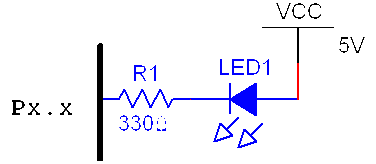 VCC
5V
R1
LED1
Px.x
330Ω